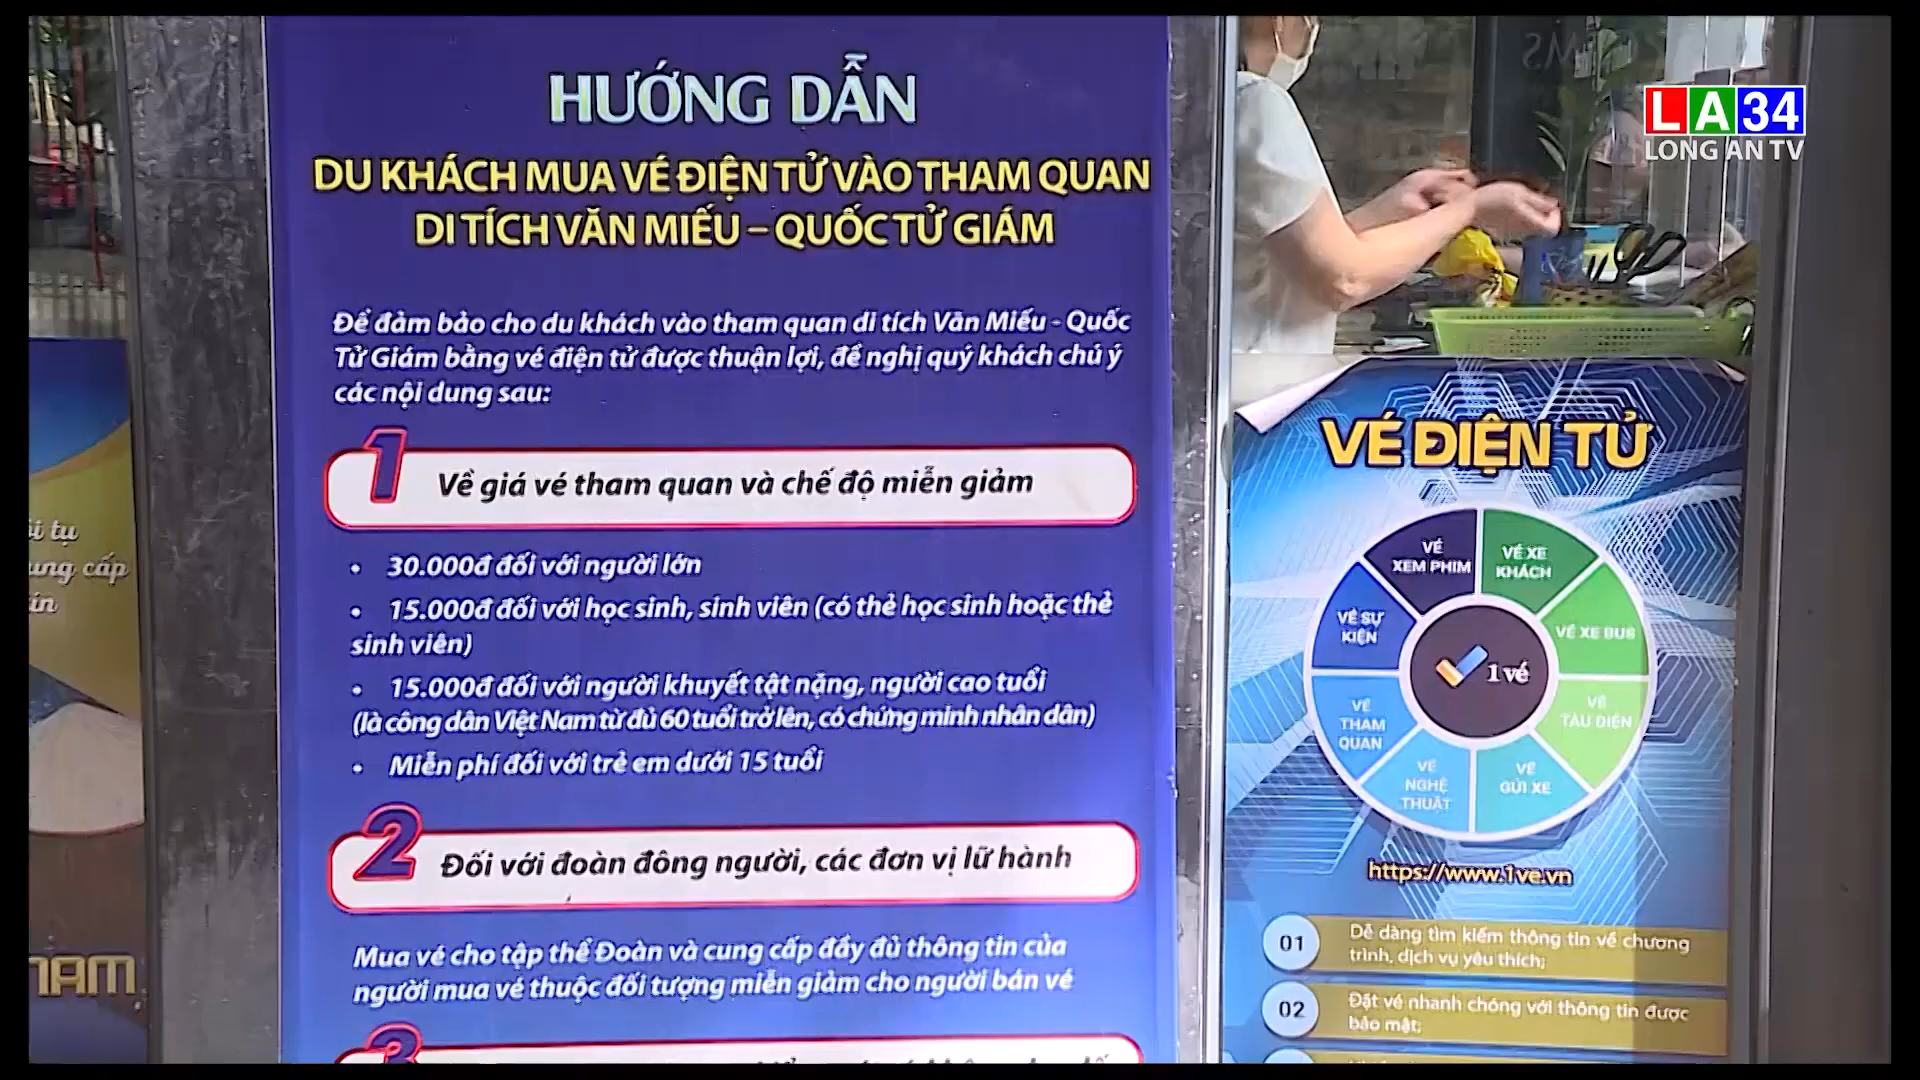 HƯỚNG DẪN
DU KHÁCH MUA VÉ ĐIỆN TỬ VÀO THAM QUAN
DI TÍCH VĂN MIẾU – QUỐC TỬ GIÁM
Để đảm bảo cho du khách vào tham quan di tích Văn Miếu - Quốc
Tử Giám bằng vé điện tử được thuận lợi, đề nghị quý khách chú ý
các nội dung sau:
1 Về giá vé tham quan và chế độ miễn giảm
• 30.000đ đối với người lớn
• 15.000đ đối với học sinh, sinh viên (có thẻ học sinh hoặc thẻ
sinh viên)
• 15.000đ đối với người khuyết tật nặng, người cao tuổi
(là công dân Việt Nam từ đủ 60 tuổi trở lên, có chứng minh nhân dân)
• Miễn phí đối với trẻ em dưới 15 tuổi
2 Đối với đoàn đông người, các đơn vị lữ hành
Mua vé cho tập thể Đoàn và cung cấp đầy đủ thông tin của
người mua vé thuộc đối tượng miễn giảm cho người bán vé
3
LA34
LONG AN TV
VÉ ĐIỆN TỬ
VÉ
XEM PHIM
VÉ XE
KHÁCH
VÉ XE BUS
VÉ
TÀU ĐIỆN
VÉ
GỬI XE
VÉ
NGHỆ
THUẬT
VÉ
THAM
QUAN
VÉ SỰ
KIỆN
1 vé
https://www.1ve.vn
01 Dễ dàng tìm kiếm thông tin về chương
trình, dịch vụ yêu thích;
02 Đặt vé nhanh chóng với thông tin được
bảo mật;
tụ
cấp
NAM